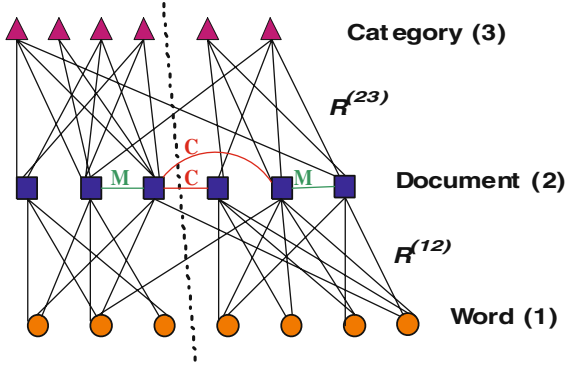 Category (3)
R(23)
C
M C M
Document (2)
R(12)
Word (1)